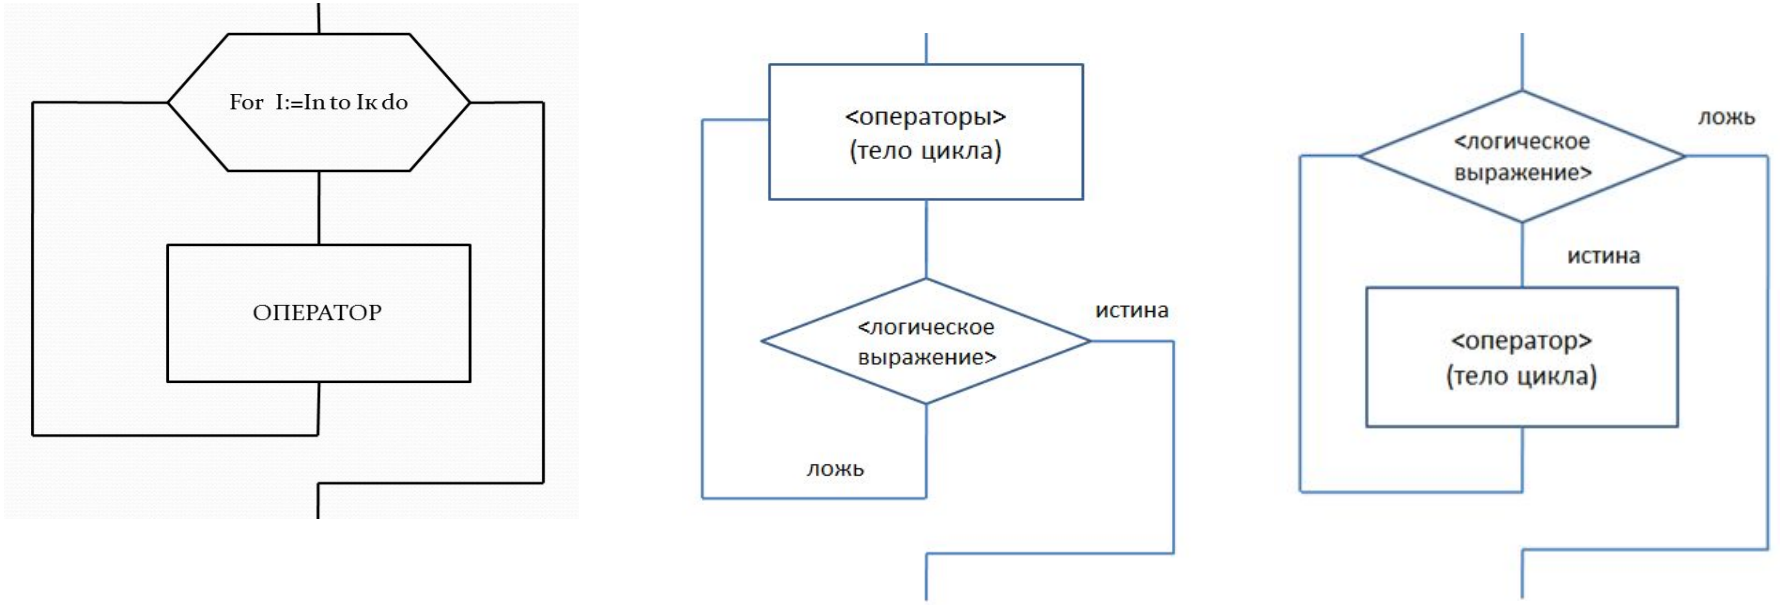 For I:=In to Iк do
ОПЕРАТОР
<операторы>
(тело цикла)
<логическое
выражение>
истина
ложь
<логическое
выражение>
ложь
истина
<оператор>
(тело цикла)